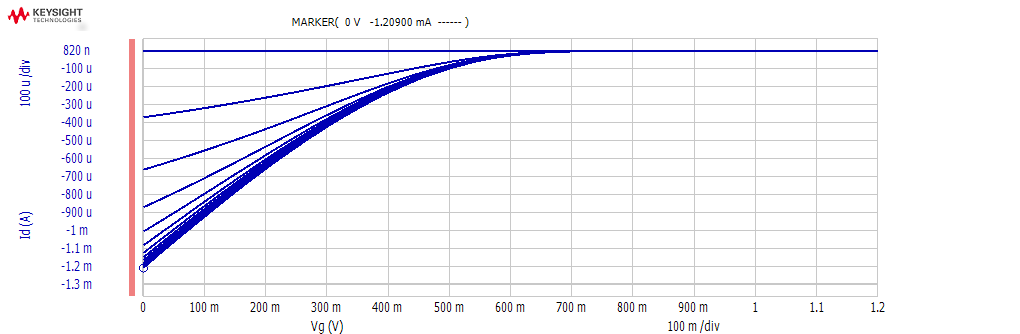 KEYSIGHT
TECHNOLOGIES
MARKER( 0 V -1.20900 mA ------ )
100 u /div
Id (A)
820 n
-100 u
-200 u
-300 u
-400 u
-500 u
-600 u
-700 u
-800 u
-900 u
-1 m
-1.1 m
-1.2 m
-1.3 m
0 100 m 200 m 300 m 400 m 500 m 600 m 700 m 800 m 900 m 1 1.1 1.2
Vg (V) 100 m /div